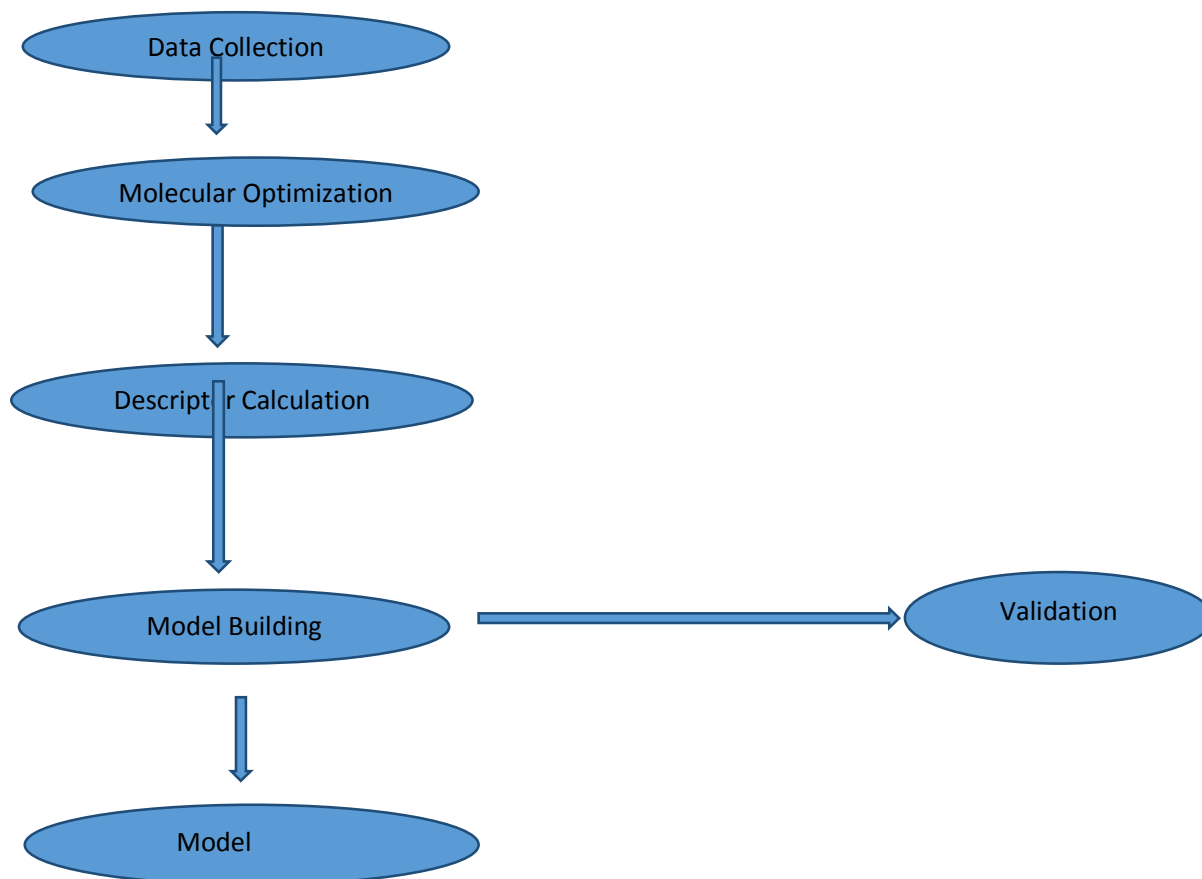 Data Collection
Molecular Optimization
Descriptor Calculation
Model Building
Validation
Model